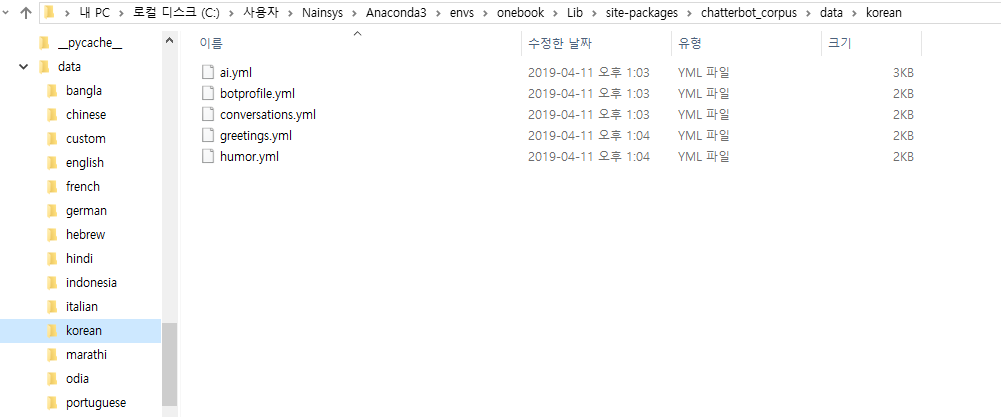 내 PC > 로컬 디스크 (C:) > 사용자 > Nainsys > Anaconda3 > envs > onebook > Lib > site-packages > chatterbot_corpus > data > korean
__pycache__
data
bangla
chinese
custom
english
french
german
hebrew
hindi
indonesia
italian
korean
marathi
odia
portuguese
이름 수정한 날짜 유형 크기
ai.yml 2019-04-11 오후 1:03 YML 파일 3KB
botprofile.yml 2019-04-11 오후 1:03 YML 파일 2KB
conversations.yml 2019-04-11 오후 1:03 YML 파일 2KB
greetings.yml 2019-04-11 오후 1:04 YML 파일 2KB
humor.yml 2019-04-11 오후 1:04 YML 파일 2KB